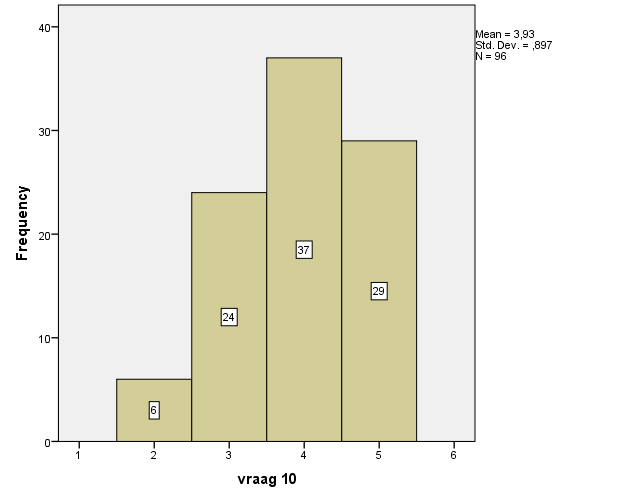 Mean = 3,93
Std. Dev. = ,897
N = 96
Frequency
40
30
20
10
0
6
24
37
29
1 2 3 4 5 6
vraag 10